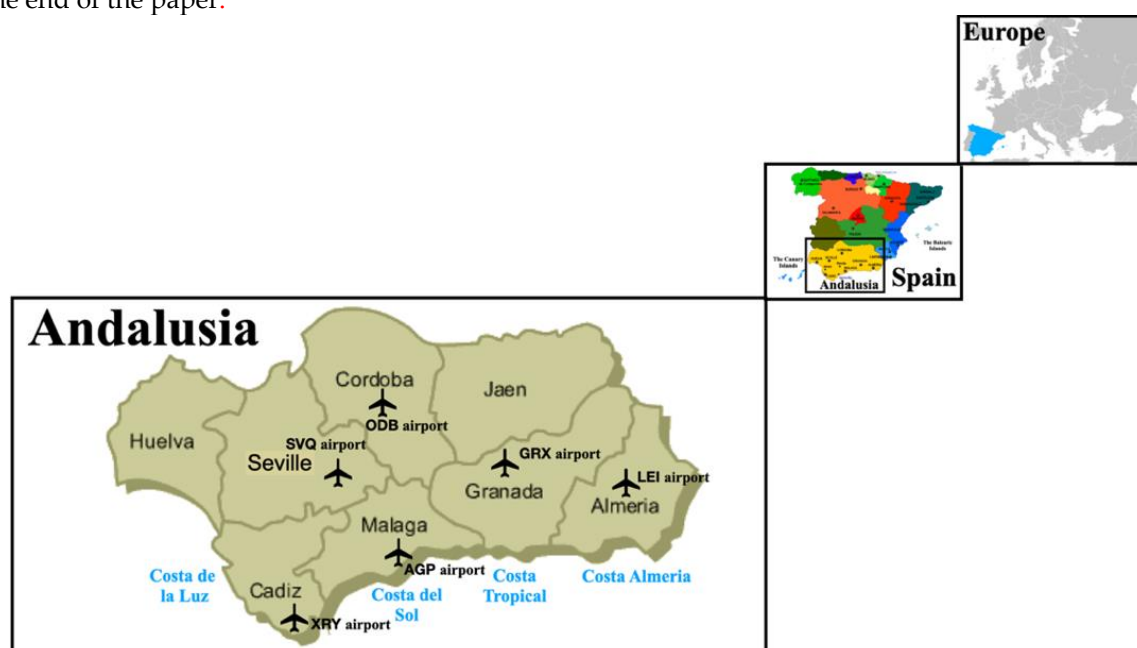 he end of the paper.
Europe
The Balearic
Islands
The Canary
Islands
Andalusia
Spain
Andalusia
Cordoba
Jaen
ODB airport
Huelva
SVQ airport
Seville
GRX airport
Granada
LEI airport
Almeria
Malaga
AGP airport
Costa de
la Luz
Costa
Tropical
Costa Almeria
Cadiz
Costa del
Sol
XRY airport